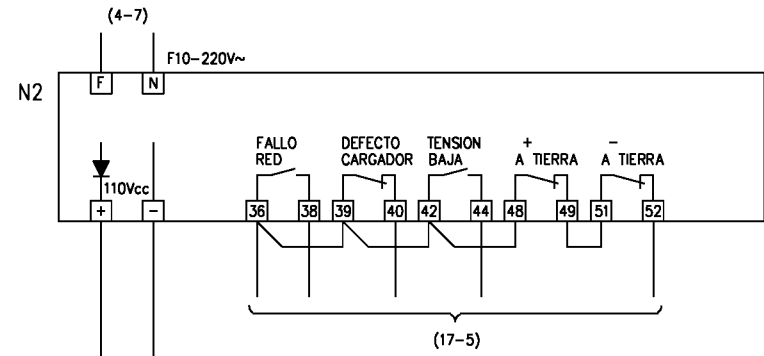 (4-7)
F10-220V~
N2
F
N
FALLO
RED
DEFECTO
CARGADOR
TENSION
BAJA
+
A TIERRA
-
A TIERRA
110Vcc
+
-
36
38
39
40
42
44
48
49
51
52
(17-5)